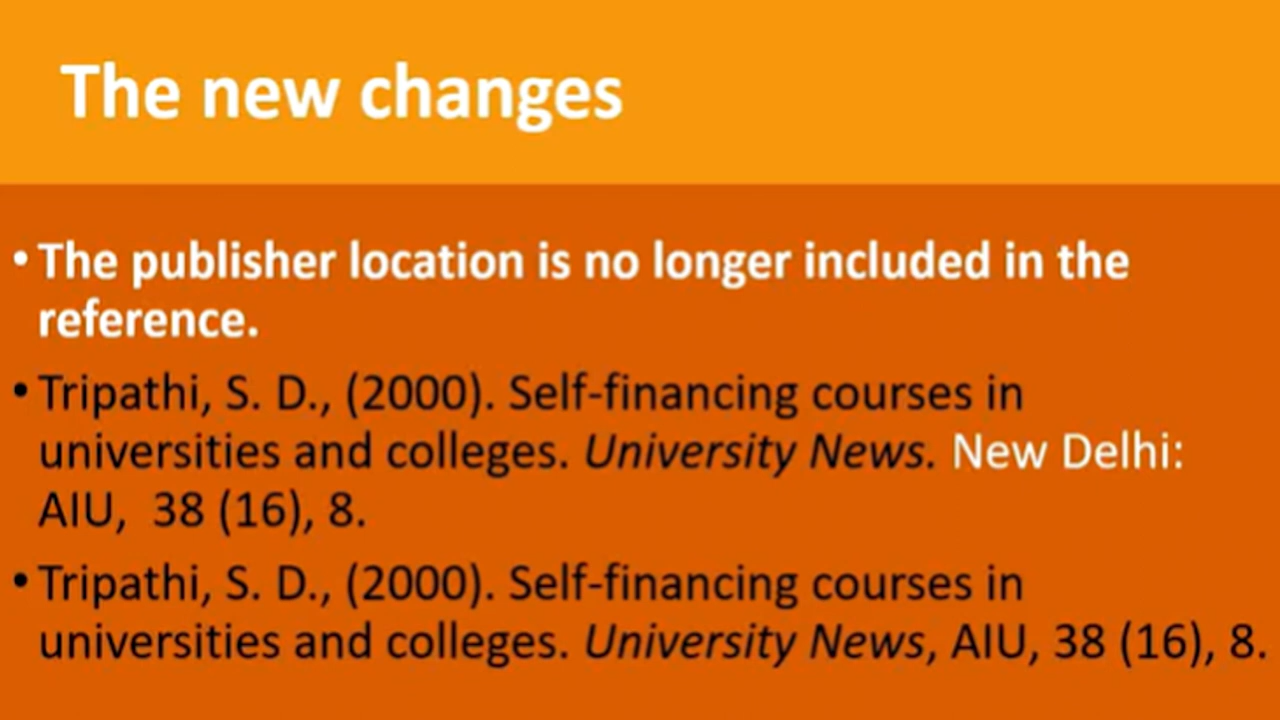 The new changes
• The publisher location is no longer included in the
reference.
• Tripathi, S. D., (2000). Self-financing courses in
universities and colleges. University News. New Delhi:
AIU,  38 (16), 8.
• Tripathi, S. D., (2000). Self-financing courses in
universities and colleges. University News, AIU, 38 (16), 8.